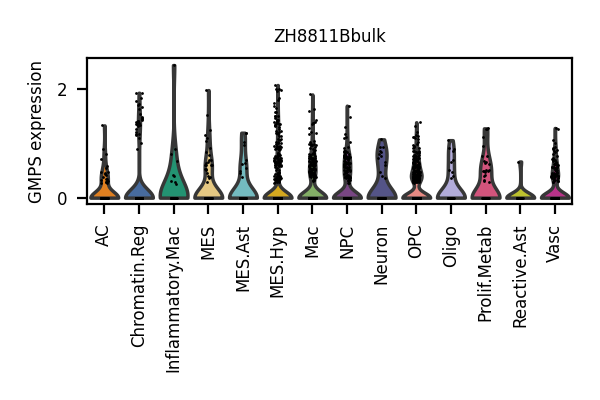 ZH8811Bbulk
GMPS expression
2
0
AC
Chromatin.Reg
Inflammatory.Mac
MES
MES.Ast
MES.Hyp
Mac
NPC
Neuron
OPC
Oligo
Prolif.Metab
Reactive.Ast
Vasc